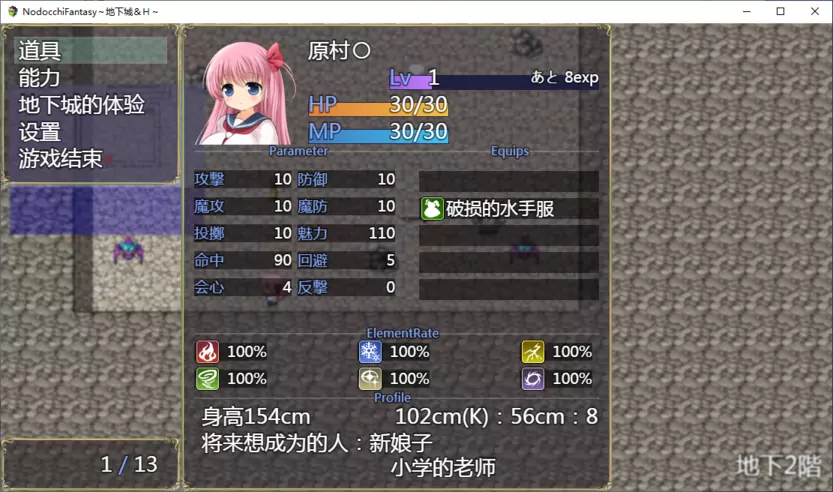 NodocchiFantasy~地下城&H~
道具
能力
地下城的体验
设置
游戏结束
原村〇
Lv 1 あと 8exp
HP 30/30
MP 30/30
Parameter
Equips
攻撃 10 防御 10
魔攻 10 魔防 10
投擲 10 魅力 110
命中 90 回避 5
会心 4 反撃 0
破损的水手服
ElementRate
100% 100% 100%
100% 100% 100%
Profile
身高154cm 102cm(K)：56cm：8
将来想成为的人：新娘子
小学的老师
1 / 13
地下2階